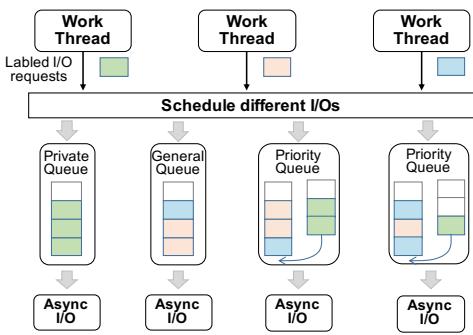 Work
Thread
Work
Thread
Work
Thread
Labled I/O
requests
Schedule different I/Os
Private
Queue
General
Queue
Priority
Queue
Priority
Queue
Async
I/O
Async
I/O
Async
I/O
Async
I/O